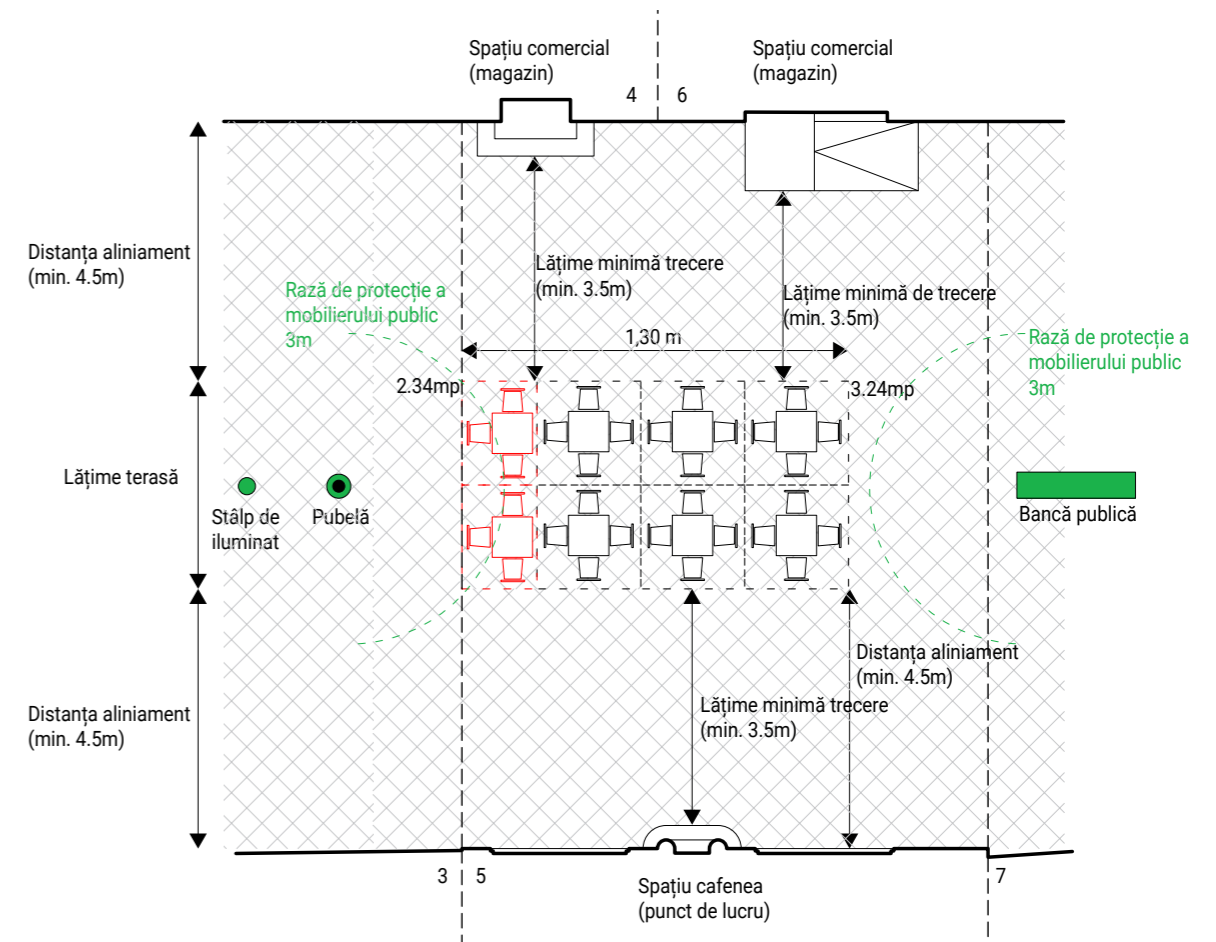 Spațiu comercial
(magazin)
Spațiu comercial
(magazin)
4
6
Distanța aliniament
(min. 4.5m)
Lățime minimă trecere
(min. 3.5m)
Lățime minimă de trecere
(min. 3.5m)
Rază de protecție a
mobilierului public
3m
1,30 m
Rază de protecție a
mobilierului public
3m
2.34mp
3.24mp
Lățime terasă
Stâlp de
iluminat
Pubelă
Bancă publică
Distanța aliniament
(min. 4.5m)
Lățime minimă trecere
(min. 3.5m)
Distanța aliniament
(min. 4.5m)
3
5
7
Spațiu cafenea
(punct de lucru)